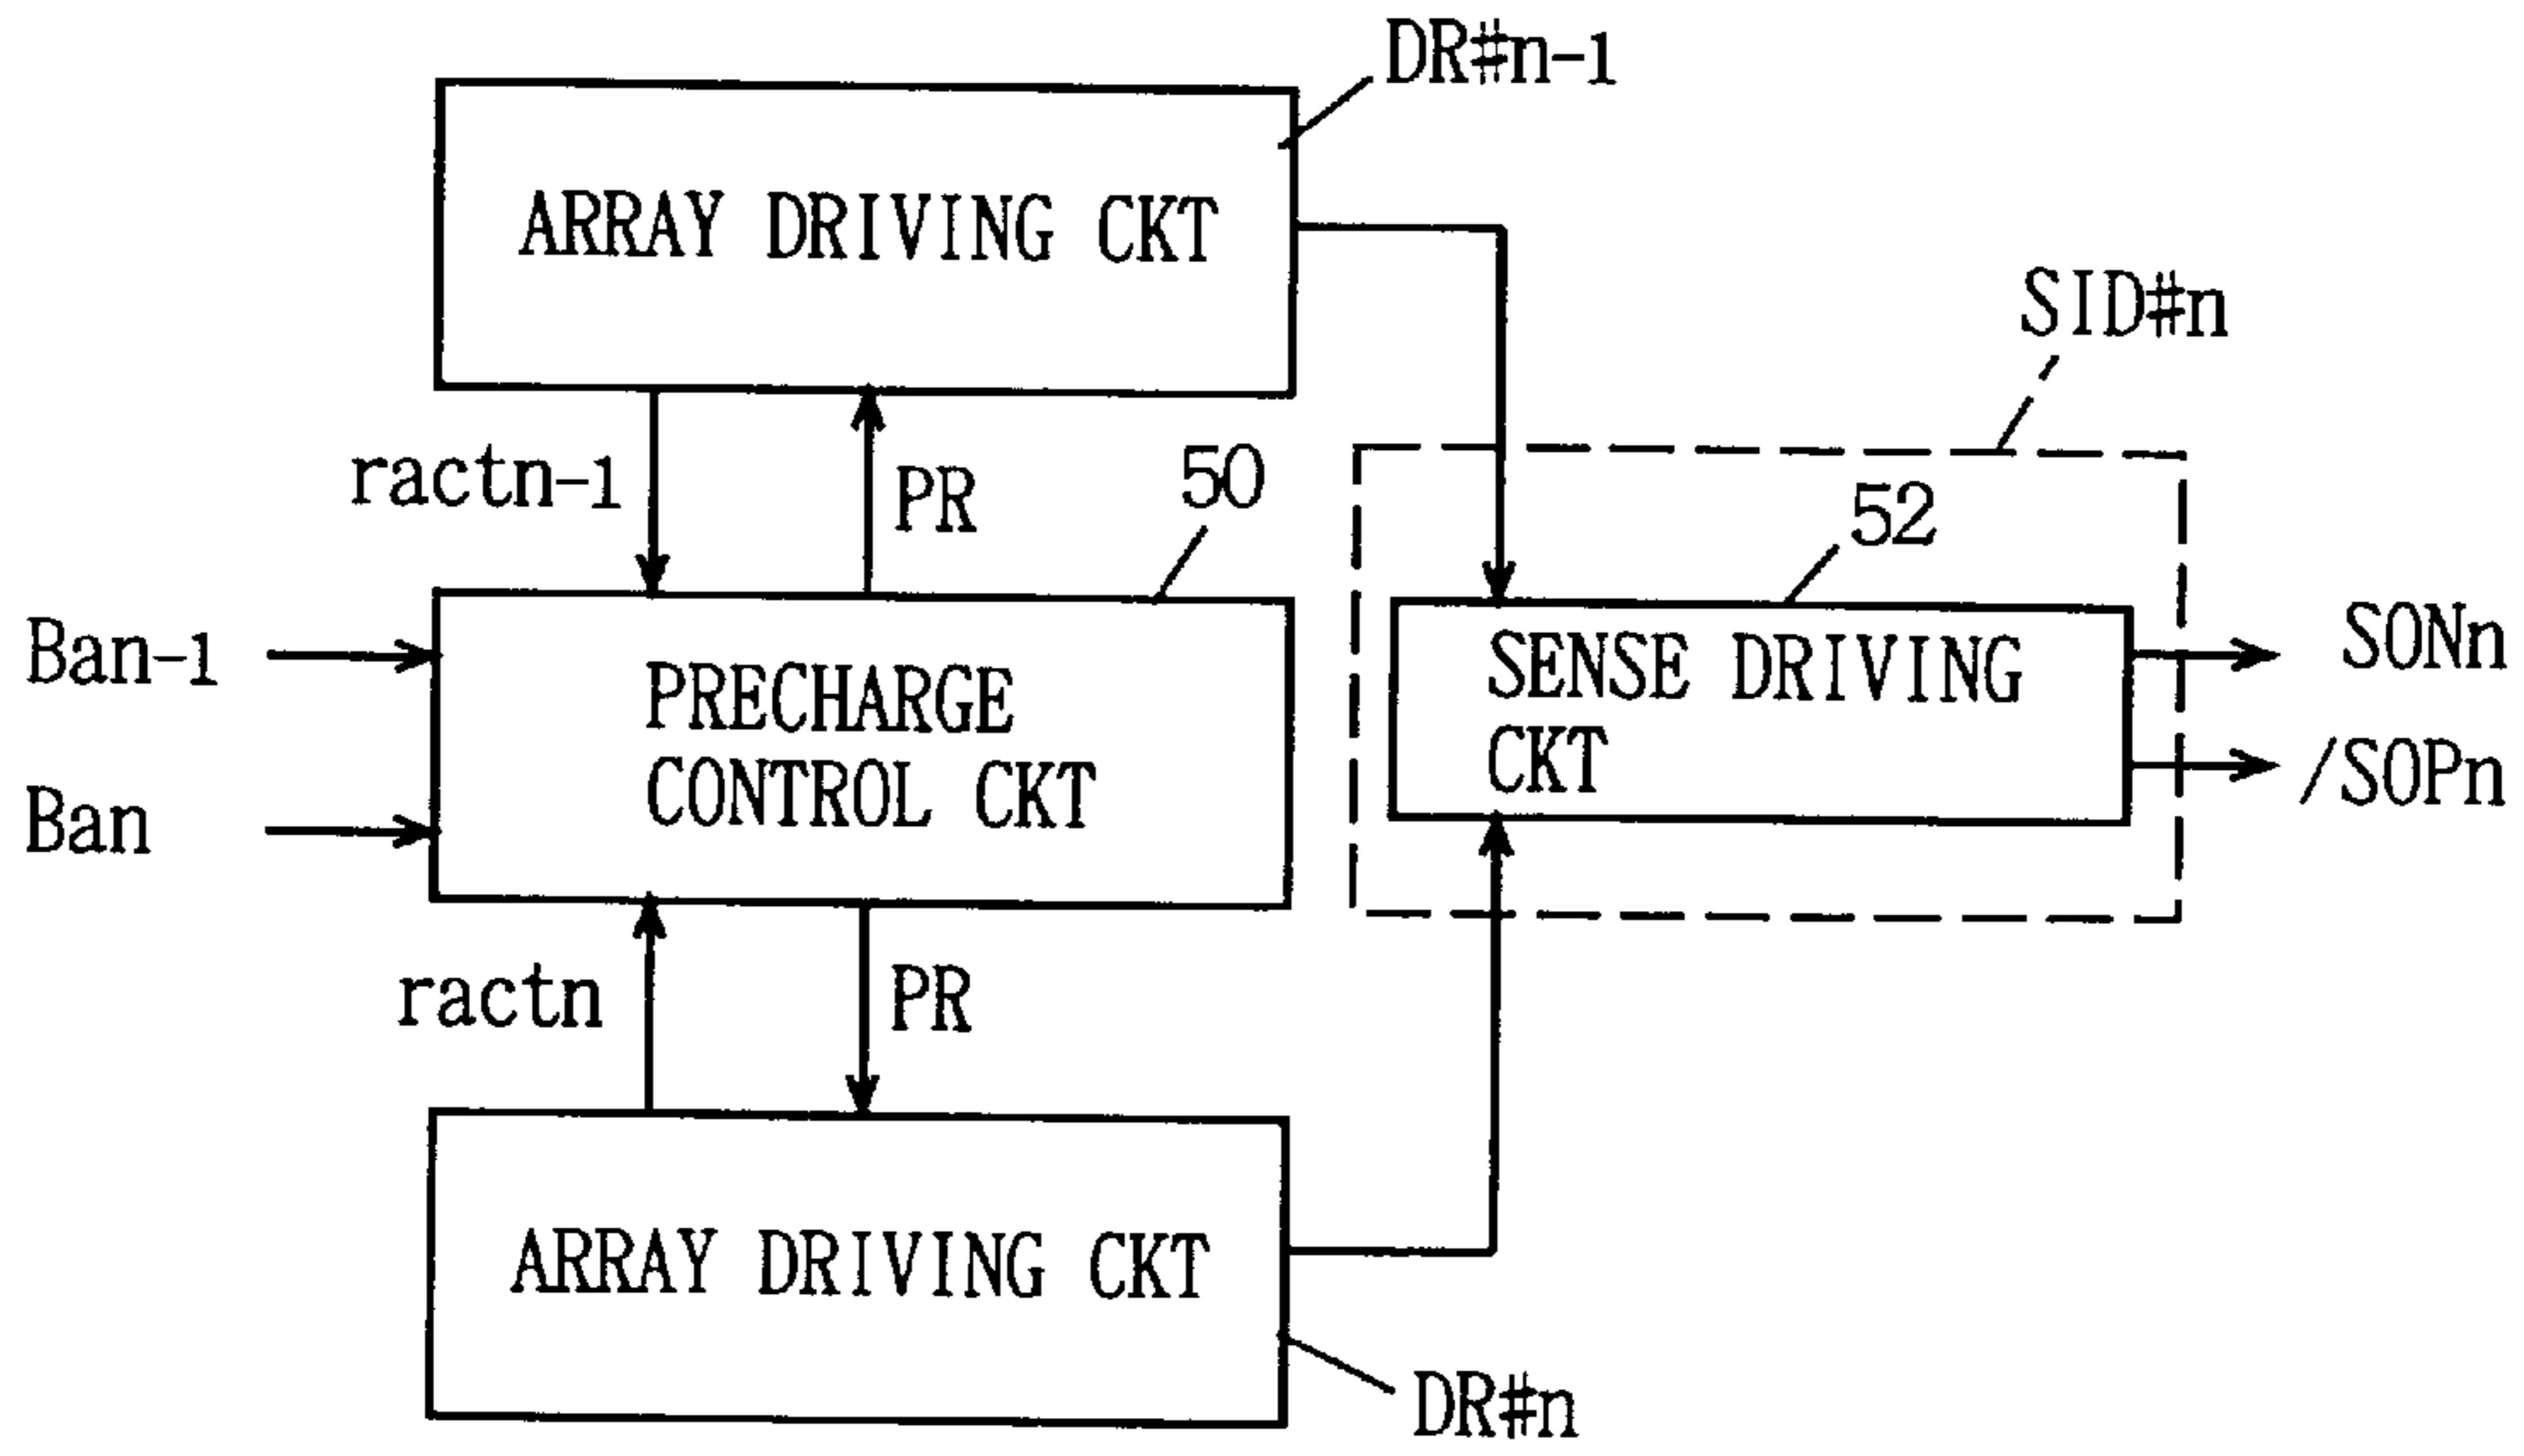 DR#n-1
ARRAY DRIVING CKT
SID#n
ractn-1
PR
50
52
Ban-1
Ban
PRECHARGE
CONTROL CKT
SENSE DRIVING
CKT
SONn
/SOPn
ractn
PR
ARRAY DRIVING CKT
DR#n